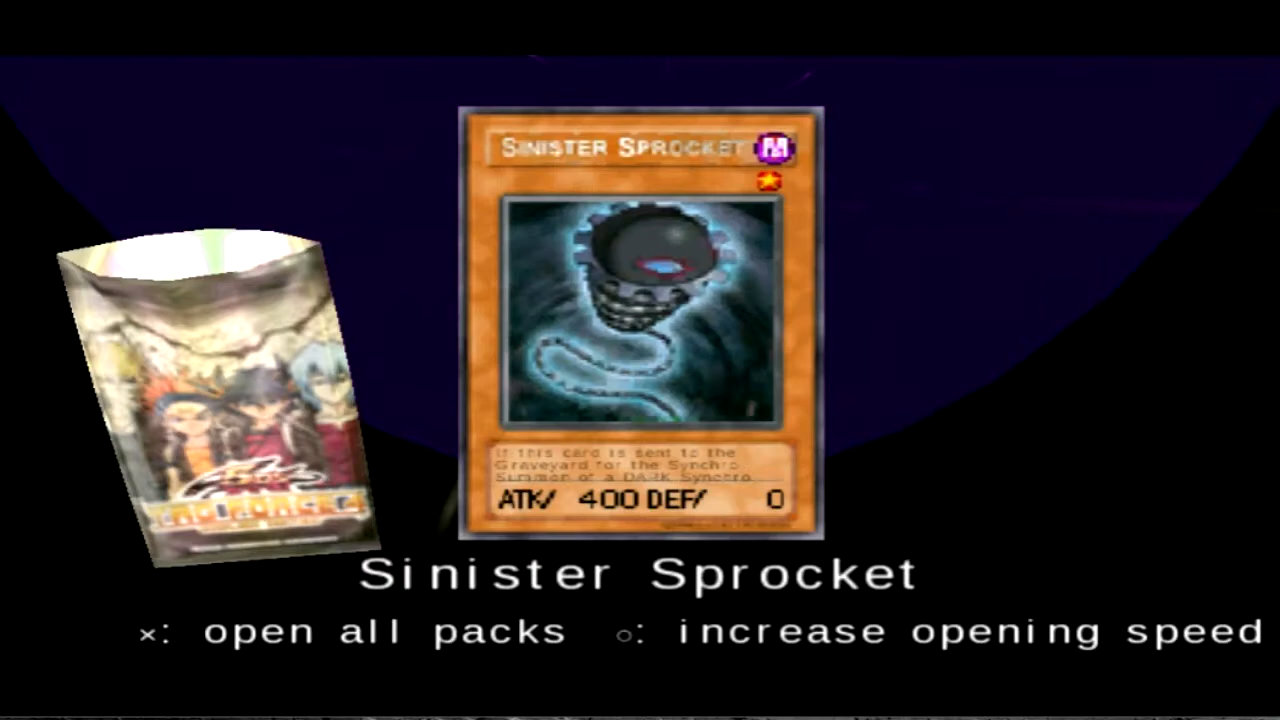 SINISTER SPROCKET
If this card is sent to the
Graveyard for the Synchro
Summon of a DARK Synchro
ATK/ 400 DEF/ 0
Sinister Sprocket
×: open all packs ○: increase opening speed